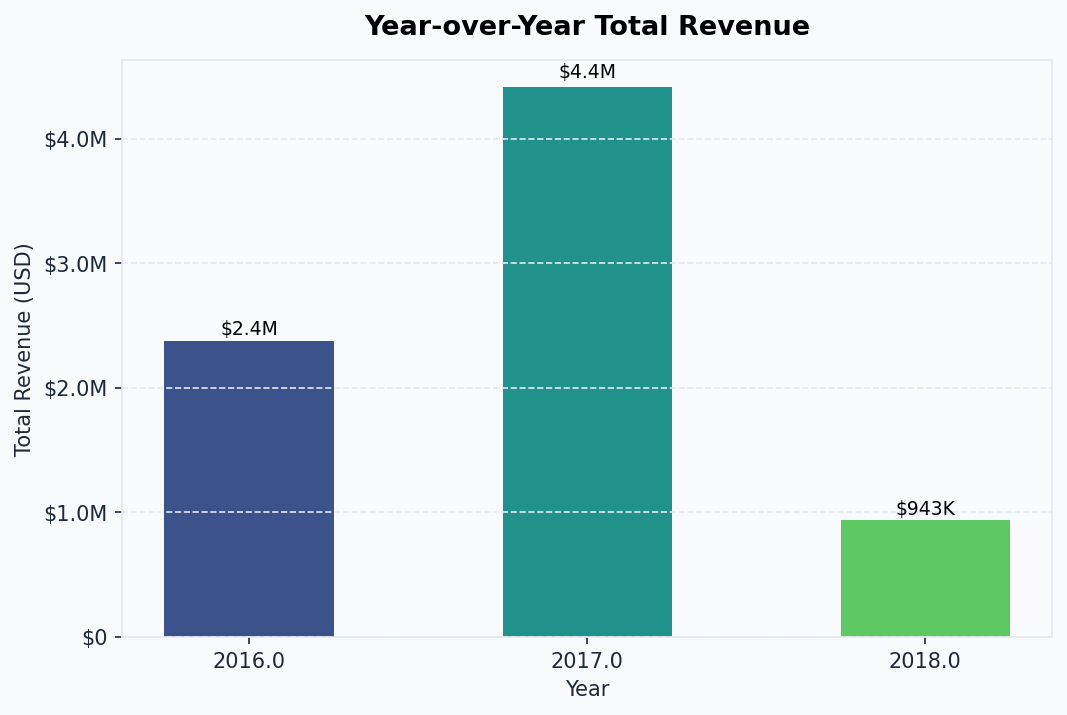 Year-over-Year Total Revenue
$4.4M
$4.0M
$3.0M
$2.4M
$2.0M
$1.0M
$943K
$0
Total Revenue (USD)
2016.0 2017.0 2018.0
Year